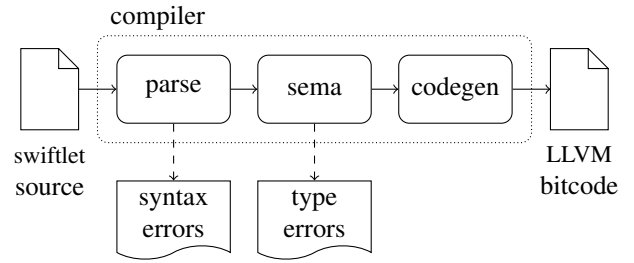 compiler
parse
sema
codegen
swiftlet
source
LLVM
bitcode
syntax
errors
type
errors